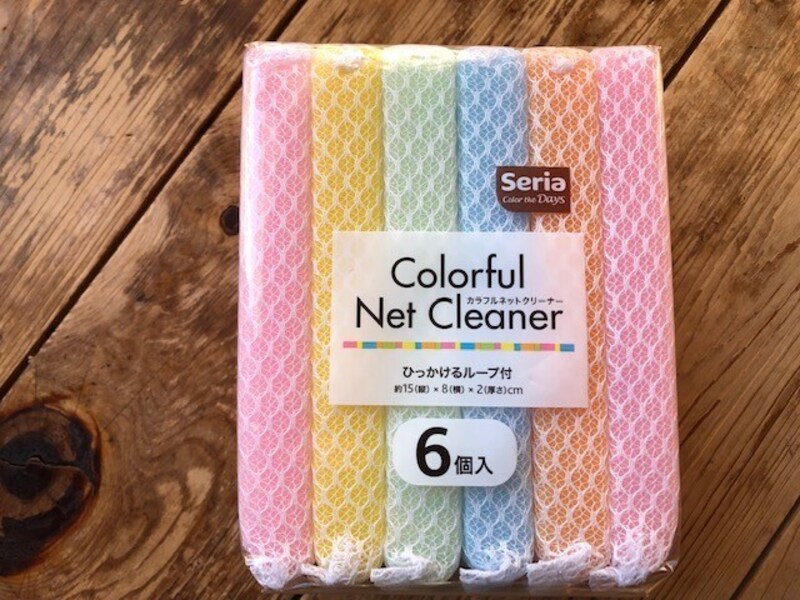 Seria
Color the Days
Colorful
カラフルネットクリーナー
Net Cleaner
ひっかけるループ付
約15(縦)×8(横)×2(厚さ)cm
6個入